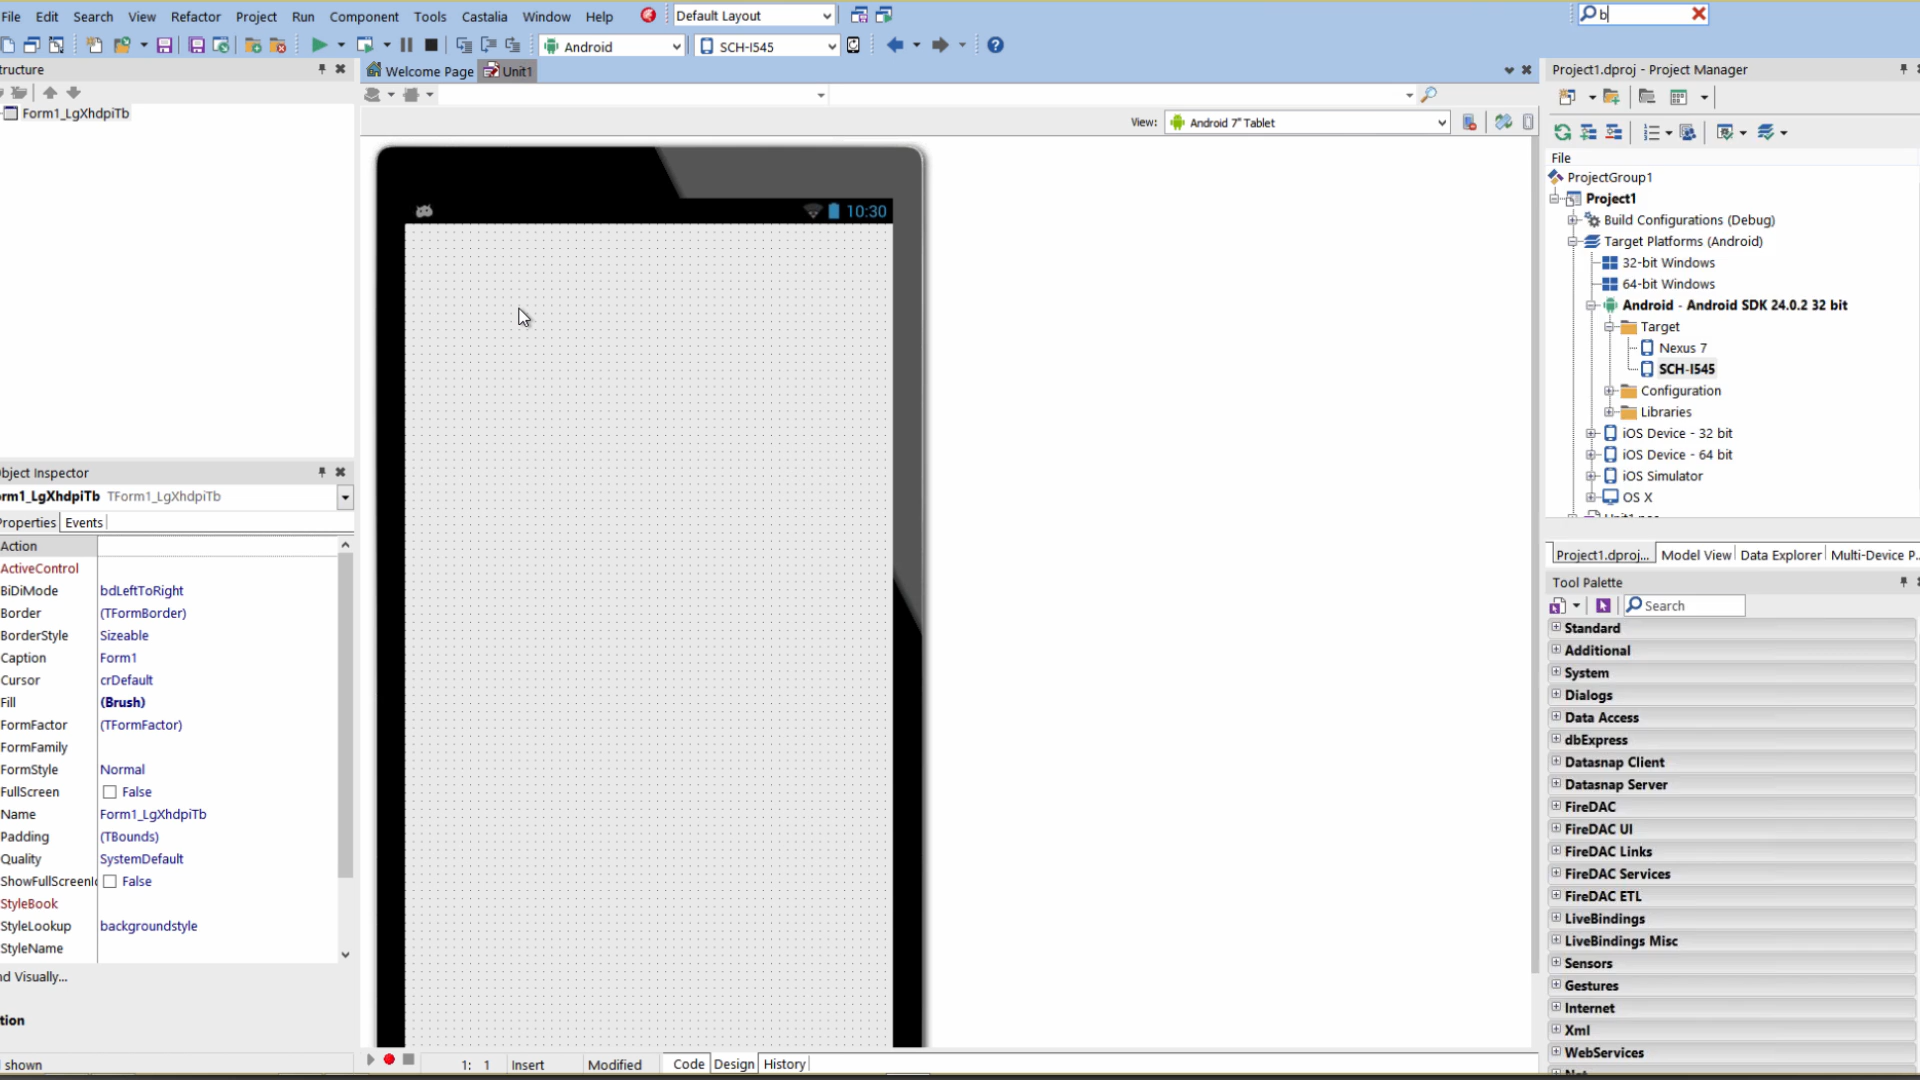 File Edit Search View Refactor Project Run Component Tools Castalia Window Help Default Layout b
Android SCH-I545
tructure
Form1_LgXhdpiTb
Welcome Page Unit1
View: Android 7" Tablet
10:30
bject Inspector
orm1_LgXhdpiTb TForm1_LgXhdpiTb
Properties Events
Action
ActiveControl
BiDiMode bdLeftToRight
Border (TFormBorder)
BorderStyle Sizeable
Caption Form1
Cursor crDefault
Fill (Brush)
FormFactor (TFormFactor)
FormFamily
FormStyle Normal
FullScreen False
Name Form1_LgXhdpiTb
Padding (TBounds)
Quality SystemDefault
ShowFullScreenIc False
StyleBook
StyleLookup backgroundstyle
StyleName
nd Visually...
tion
shown
1: 1 Insert Modified Code Design History
Project1.dproj - Project Manager
File
ProjectGroup1
Project1
Build Configurations (Debug)
Target Platforms (Android)
32-bit Windows
64-bit Windows
Android - Android SDK 24.0.2 32 bit
Target
Nexus 7
SCH-I545
Configuration
Libraries
iOS Device - 32 bit
iOS Device - 64 bit
iOS Simulator
OS X
Project1.dproj... Model View Data Explorer Multi-Device P...
Tool Palette
Search
Standard
Additional
System
Dialogs
Data Access
dbExpress
Datasnap Client
Datasnap Server
FireDAC
FireDAC UI
FireDAC Links
FireDAC Services
FireDAC ETL
LiveBindings
LiveBindings Misc
Sensors
Gestures
Internet
Xml
WebServices